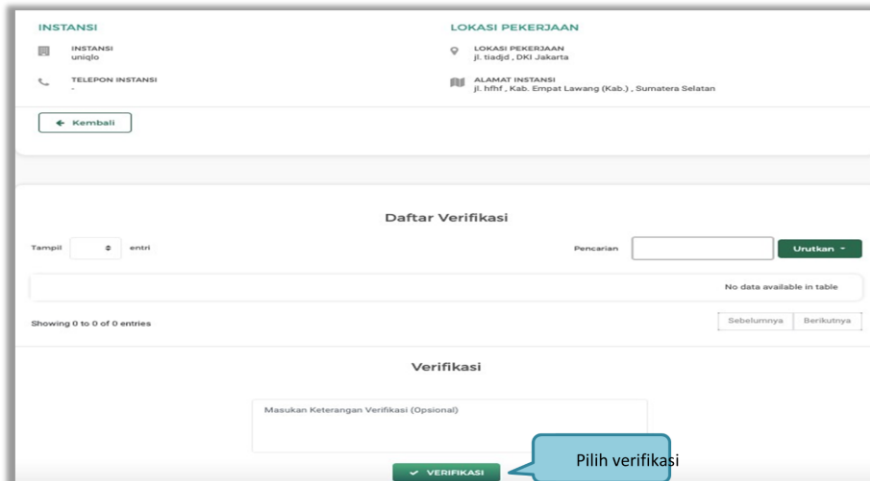 INSTANSI
INSTANSI
uniqlo
TELEPON INSTANSI
-
LOKASI PEKERJAAN
LOKASI PEKERJAAN
jl. tiadjd , DKI Jakarta
ALAMAT INSTANSI
jl. hfhf , Kab. Empat Lawang (Kab.) , Sumatera Selatan
Kembali
Daftar Verifikasi
Tampil entri
Pencarian
Urutkan
No data available in table
Showing 0 to 0 of 0 entries
Sebelumnya Berikutnya
Verifikasi
Masukan Keterangan Verifikasi (Opsional)
VERIFIKASI
Pilih verifikasi